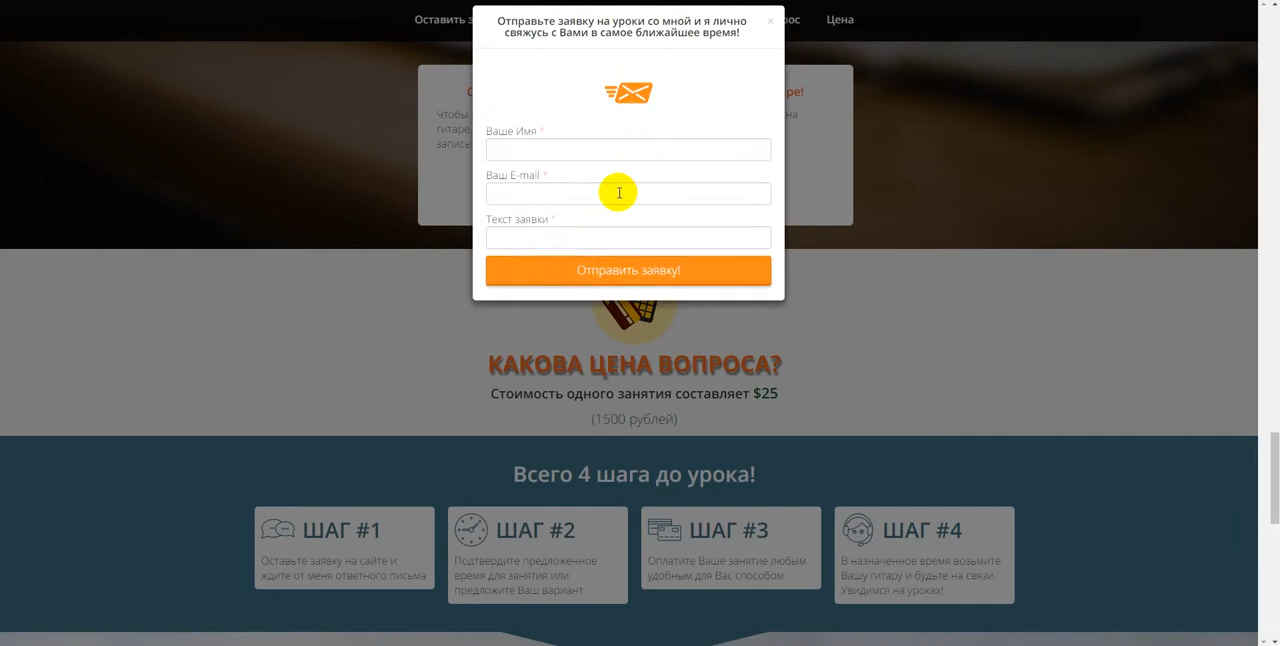 Оставить з
ос
Цена
Отправьте заявку на уроки со мной и я лично
свяжусь с Вами в самое ближайшее время!
×
ре!
Чтобы
на
гитаре
запись
Ваше Имя *
Ваш E-mail *
Текст заявки *
Отправить заявку!
КАКОВА ЦЕНА ВОПРОСА?
Стоимость одного занятия составляет $25
(1500 рублей)
Всего 4 шага до урока!
ШАГ #1
Оставьте заявку на сайте и
ждите от меня ответного письма
ШАГ #2
Подтвердите предложенное
время для занятия или
предложите Ваш вариант
ШАГ #3
Оплатите Ваше занятие любым
удобным для Вас способом
ШАГ #4
В назначенное время возьмите
Вашу гитару и будьте на связи.
Увидимся на уроках!